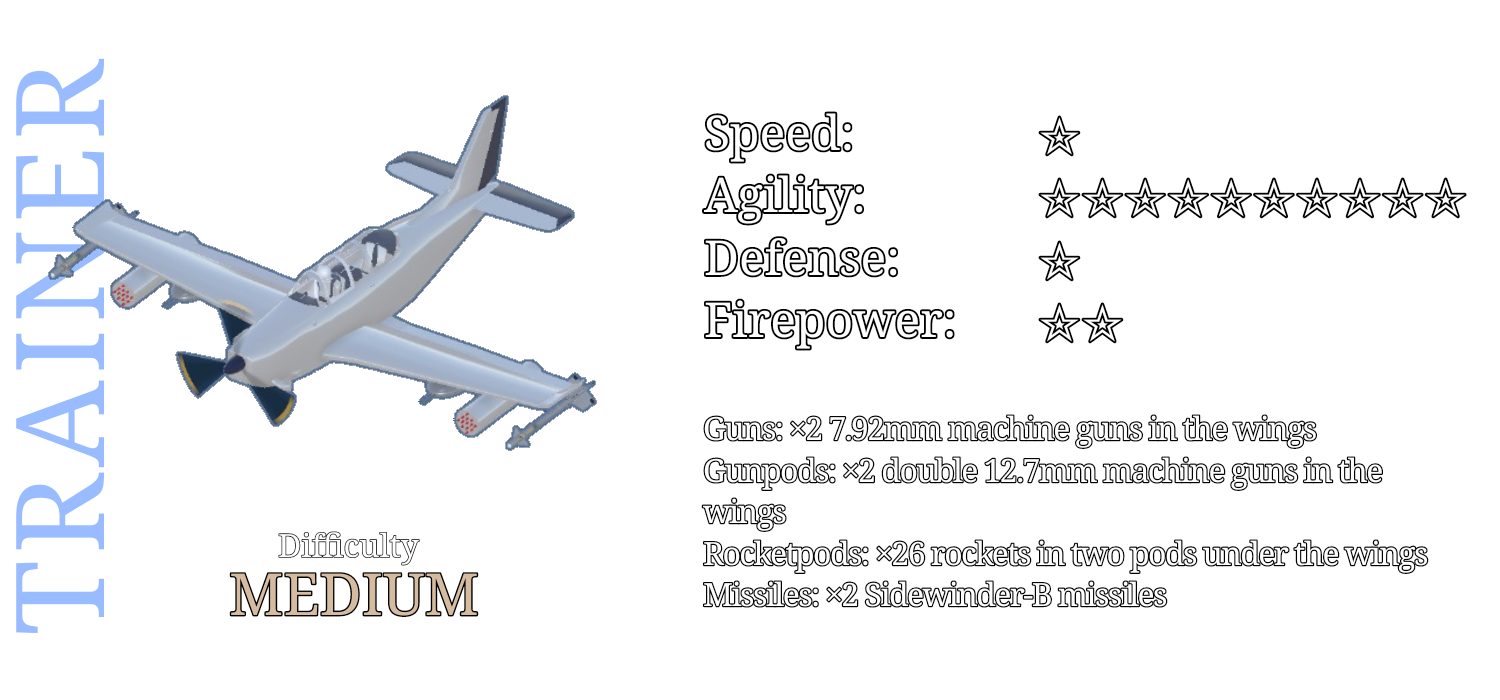 TRAINER
Difficulty
MEDIUM
Speed: ☆
Agility: ☆☆☆☆☆☆☆☆☆☆
Defense: ☆
Firepower: ☆☆
Guns: ×2 7.92mm machine guns in the wings
Gunpods: ×2 double 12.7mm machine guns in the
wings
Rocketpods: ×26 rockets in two pods under the wings
Missiles: ×2 Sidewinder-B missiles